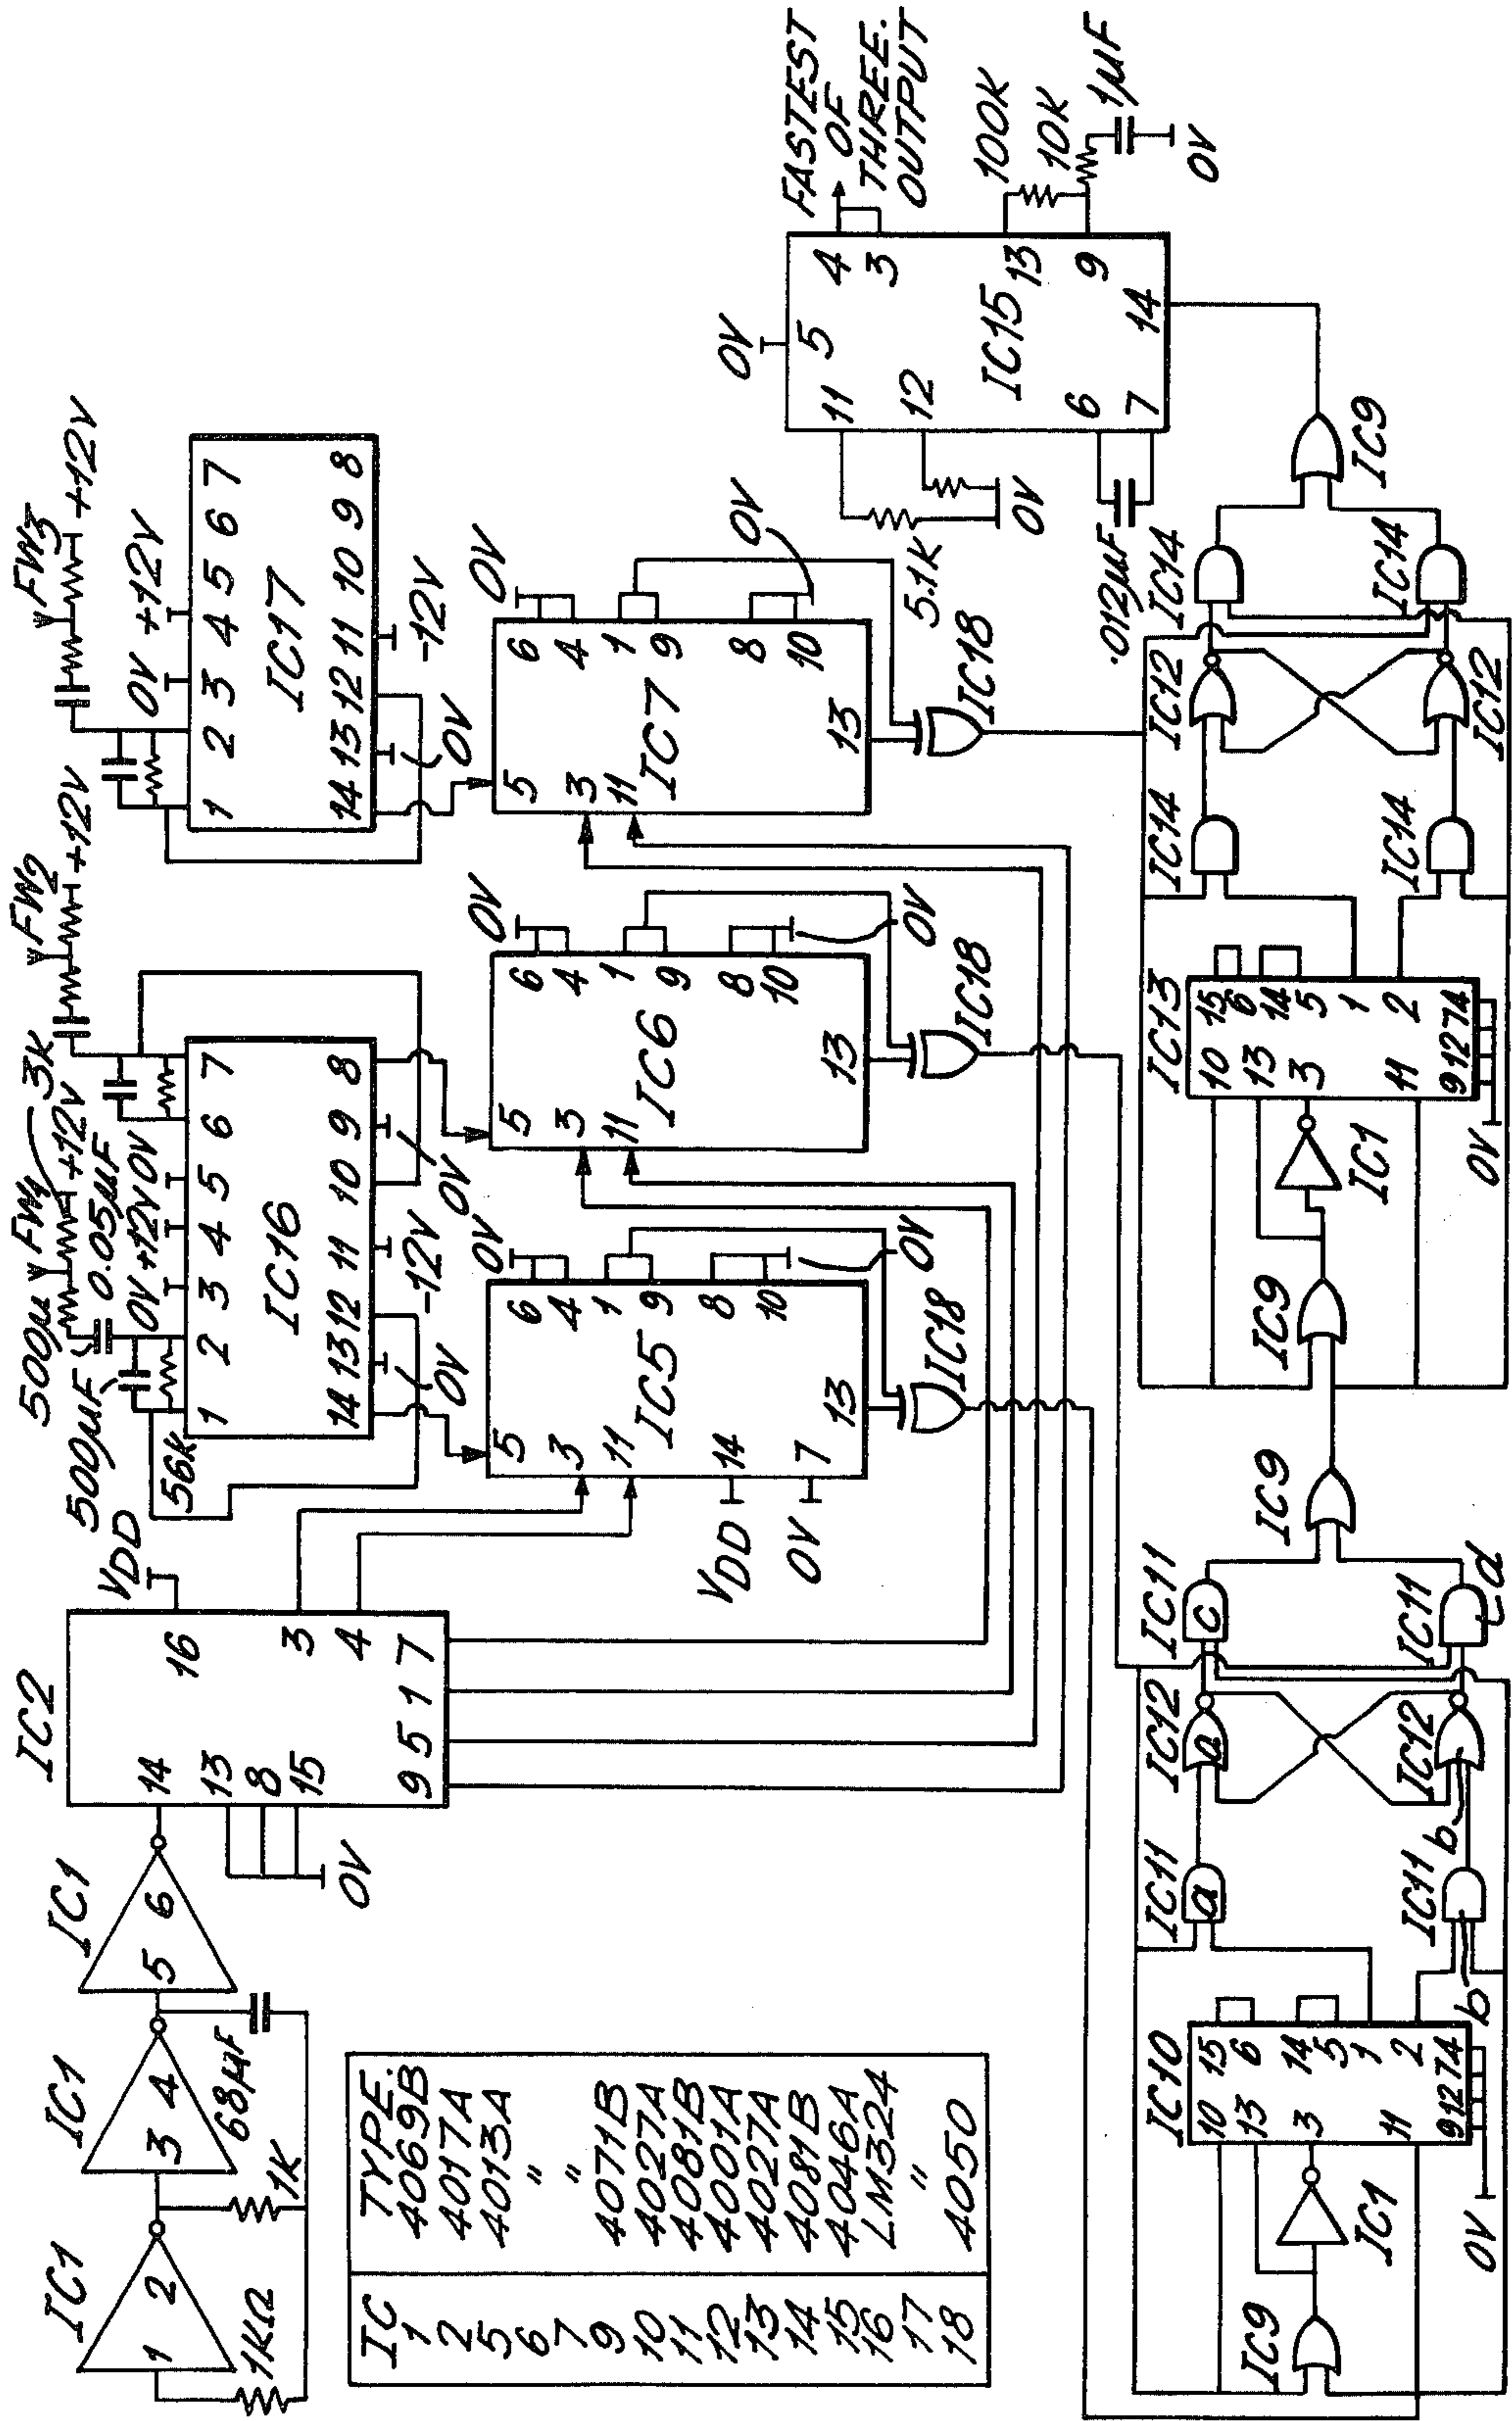 IC1
1 2
1KΩ
1K
IC1
3 4
68µF
IC1
5 6
IC2
14
13
8
15
0V
16
VDD
3
4
9 5 1 7
IC TYPE.
1 4069B
2 4017A
5 4013A
6 "
7 "
9 4071B
10 4027A
11 4081B
12 4001A
13 4027A
14 4081B
15 4046A
16 LM324
17 "
18 4050
500µ
FW1
3K
+12V
500µF
0.05µF
56K
0V +12V 0V
1 2 3 4 5 6 7
IC16
14 13 12 11 10 9 8
0V
-12V
0V
FW2
+12V
FW3
+12V
0V +12V
1 2 3 4 5 6 7
IC17
14 13 12 11 10 9 8
0V
-12V
5
3
11
IC5
14
VDD
7
0V
13
6
4
1
9
8
10
0V
0V
IC18
5
3
11
IC6
13
6
4
1
9
8
10
0V
0V
IC18
5
3
11
IC7
13
6
4
1
9
8
10
0V
0V
IC18
0V
5
11
12
6
7
IC15
4
3
13
9
14
FASTEST
OF
THREE.
OUTPUT
100K
10K
1µF
0V
0V
5.1K
.012µF
IC9
IC1
IC10
10
13
3
11
15
6
14
5
1
2
9 12 7 4
0V
IC11
a
IC11
b
IC12
a
IC12
b
IC11
c
IC11
d
IC9
IC9
IC1
IC13
10
13
3
11
15
6
14
5
1
2
9 12 7 4
0V
IC14
IC14
IC12
IC12
IC14
IC14
IC9